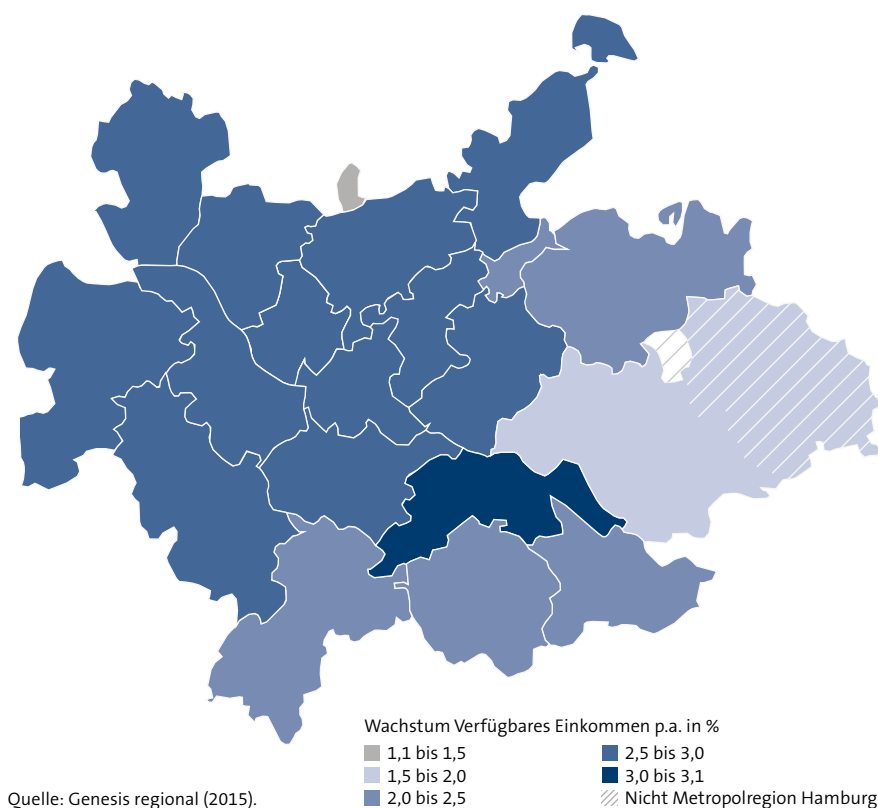 Wachstum Verfügbares Einkommen p.a. in %
1,1 bis 1,5
1,5 bis 2,0
2,0 bis 2,5
2,5 bis 3,0
3,0 bis 3,1
Nicht Metropolregion Hamburg
Quelle: Genesis regional (2015).